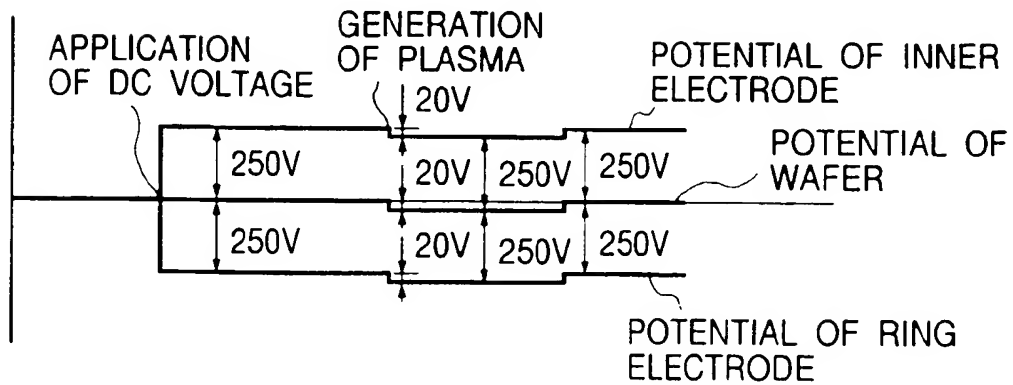 APPLICATION
OF DC VOLTAGE
GENERATION
OF PLASMA
POTENTIAL OF INNER
ELECTRODE
20V
POTENTIAL OF
WAFER
250V
20V
250V
250V
250V
20V
250V
250V
POTENTIAL OF RING
ELECTRODE